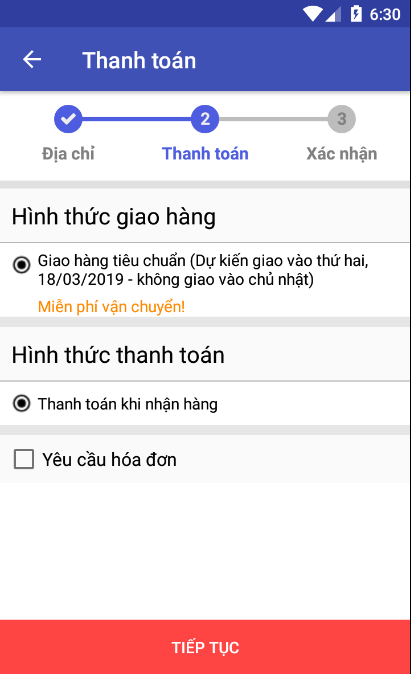 6:30
Thanh toán
2
3
Địa chỉ
Thanh toán
Xác nhận
Hình thức giao hàng
Giao hàng tiêu chuẩn (Dự kiến giao vào thứ hai,
18/03/2019 - không giao vào chủ nhật)
Miễn phí vận chuyển!
Hình thức thanh toán
Thanh toán khi nhận hàng
Yêu cầu hóa đơn
TIẾP TỤC